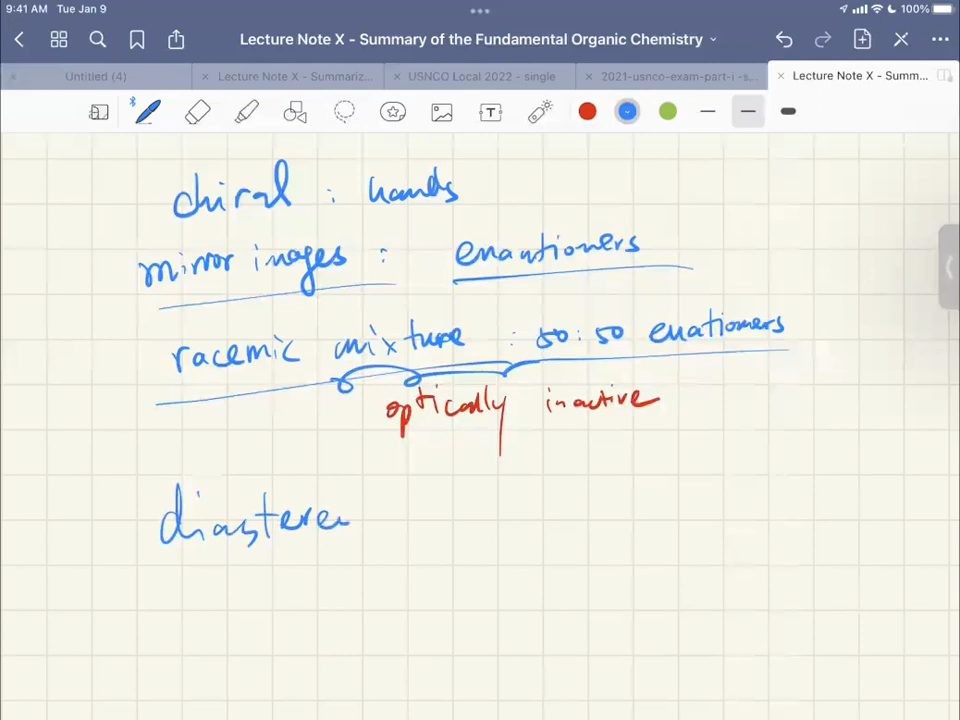 9:41 AM Tue Jan 9 100%
Lecture Note X - Summary of the Fundamental Organic Chemistry
Untitled (4) Lecture Note X - Summariz... USNCO Local 2022 - single 2021-usnco-exam-part-i -s... Lecture Note X - Summ...
chiral : hands
mirror images : enantiomers
racemic mixture : 50:50 enatiomers
optically inactive
diastere